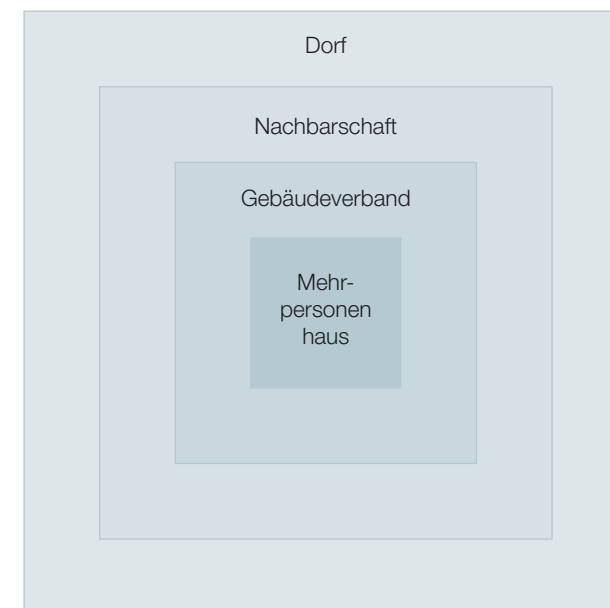 Dorf
Nachbarschaft
Gebäudeverband
Mehr-
personen
haus